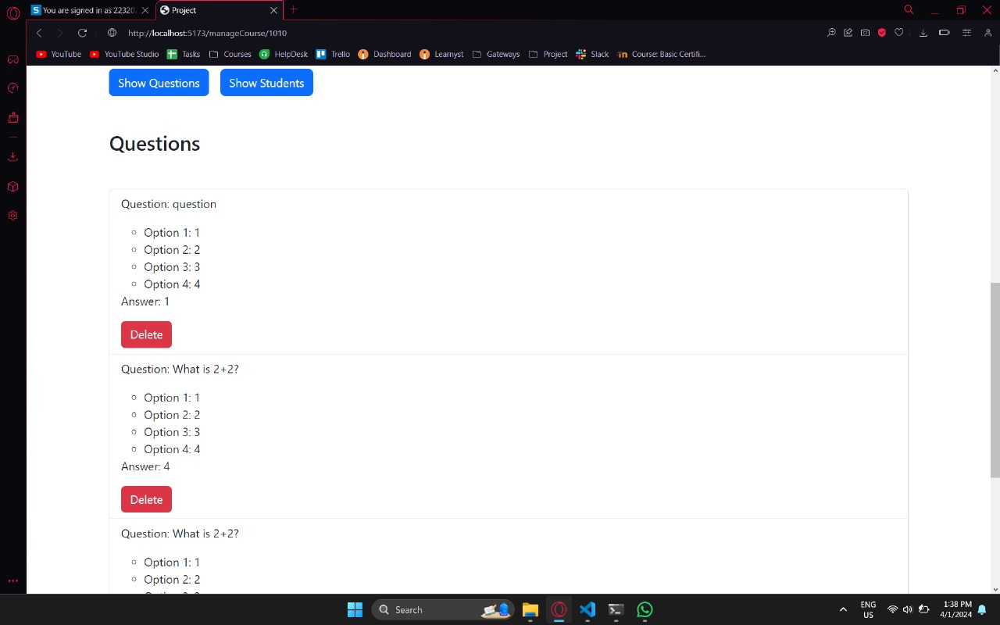 You are signed in as 22320
Project
http://localhost:5173/manageCourse/1010
YouTube YouTube Studio Tasks Courses HelpDesk Trello Dashboard Learnyst Gateways Project Slack Course: Basic Certifi...
Show Questions Show Students
Questions
Question: question
Option 1: 1
Option 2: 2
Option 3: 3
Option 4: 4
Answer: 1
Delete
Question: What is 2+2?
Option 1: 1
Option 2: 2
Option 3: 3
Option 4: 4
Answer: 4
Delete
Question: What is 2+2?
Option 1: 1
Option 2: 2
Search
ENG
US
1:38 PM
4/1/2024